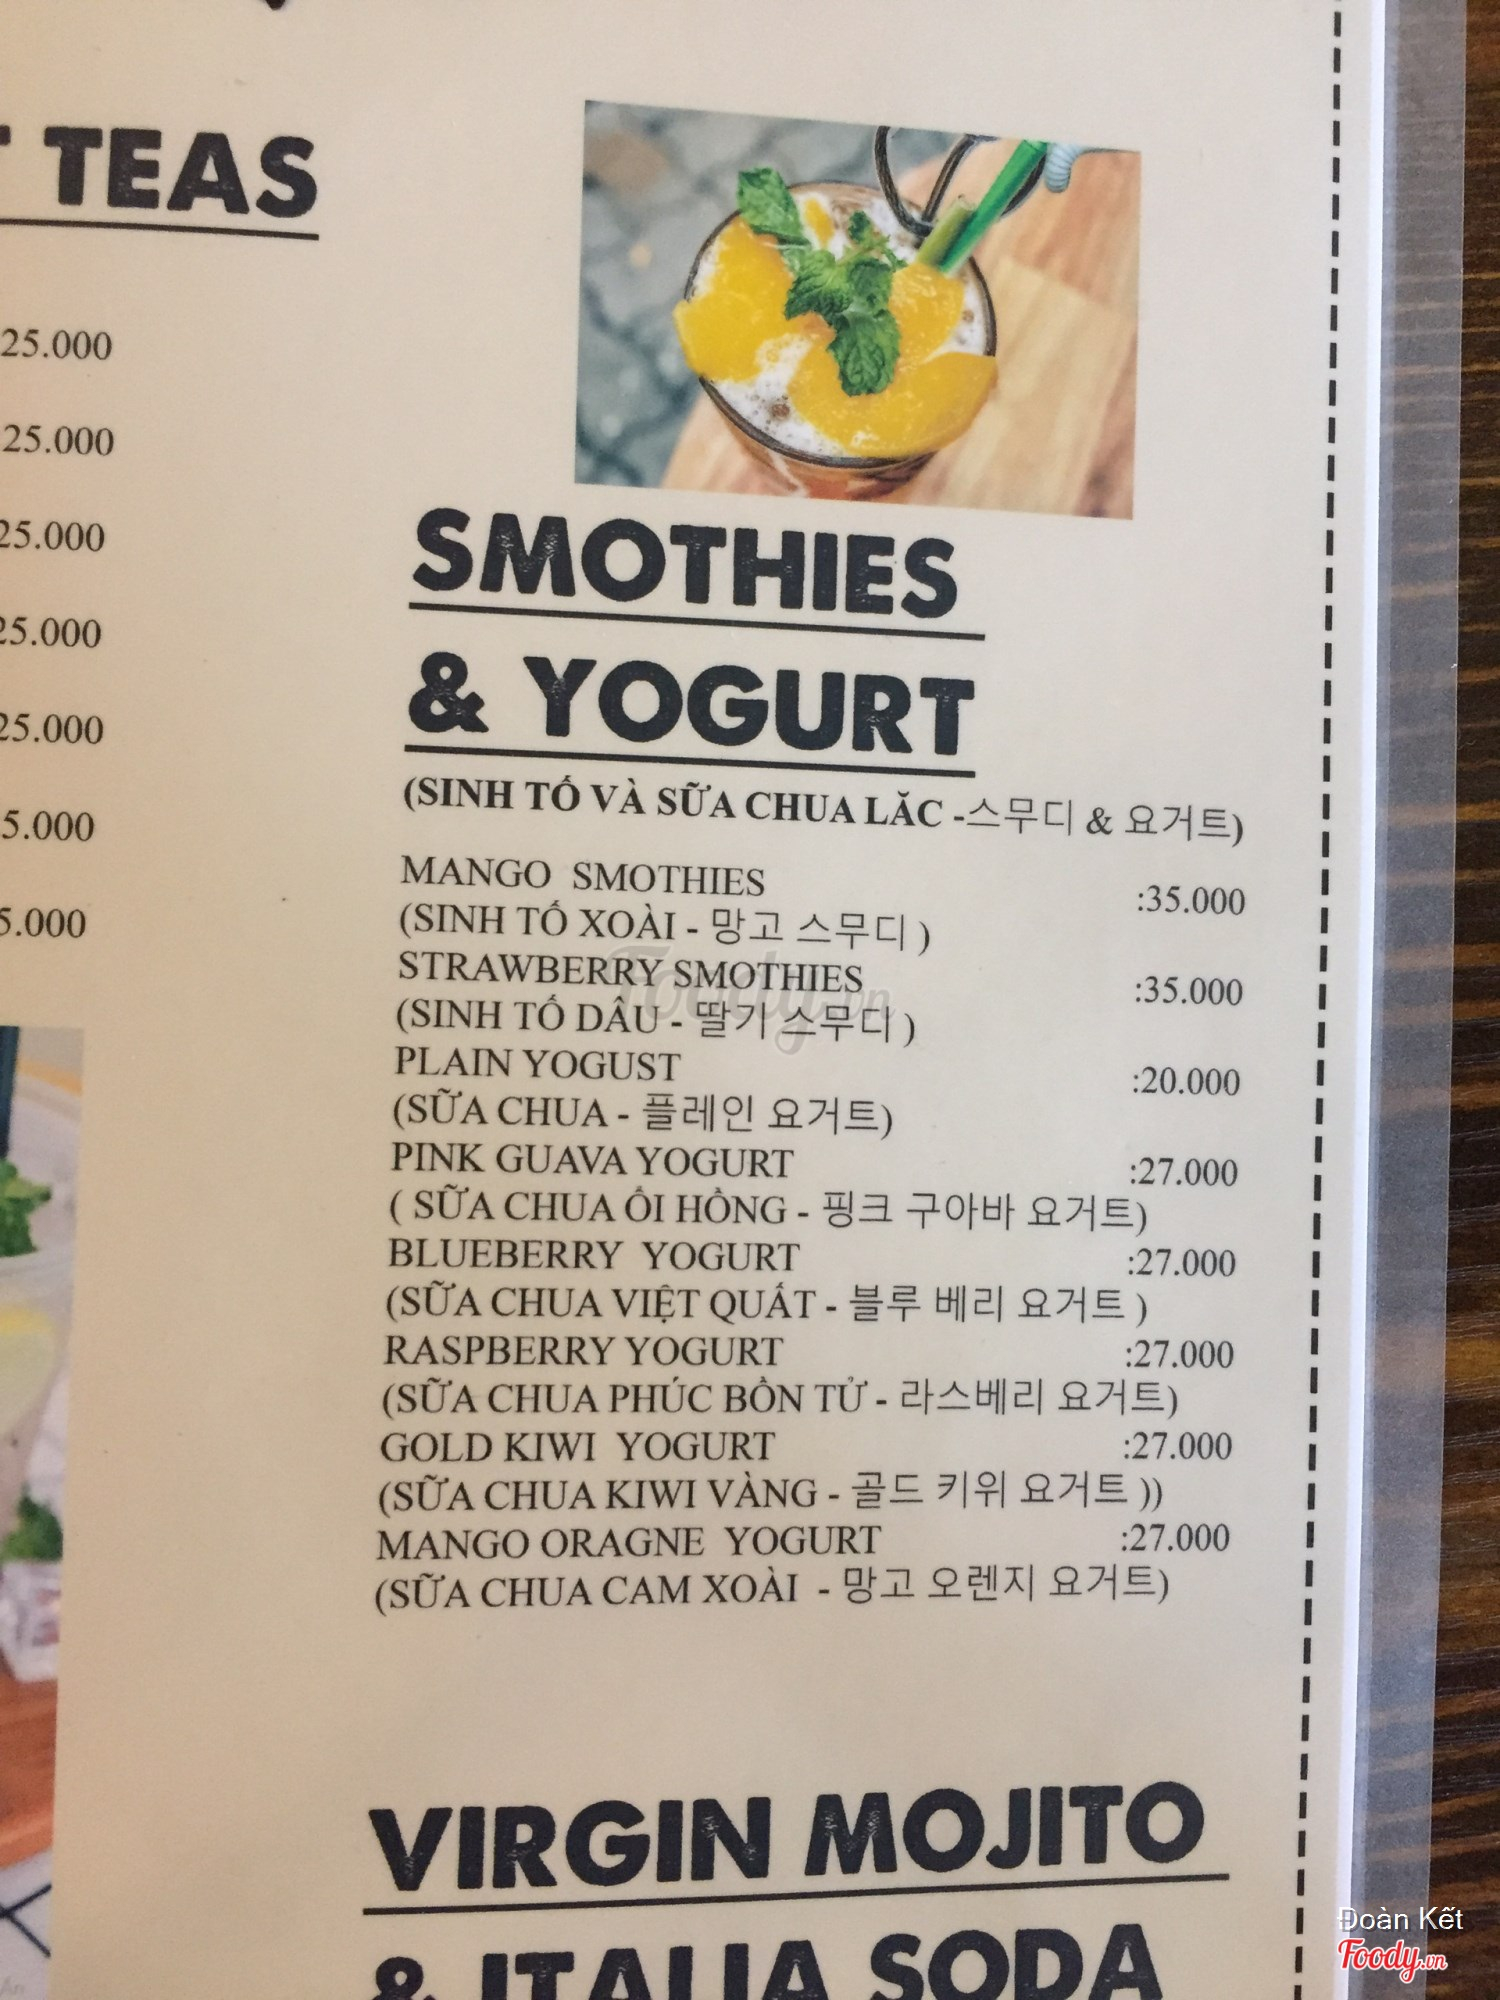 TEAS
25.000
25.000
25.000
25.000
25.000
5.000
5.000
SMOTHIES
& YOGURT
(SINH TỐ VÀ SỮA CHUA LẮC -스무디 & 요거트)
MANGO SMOTHIES :35.000
(SINH TỐ XOÀI - 망고 스무디 )
STRAWBERRY SMOTHIES :35.000
(SINH TỐ DÂU - 딸기 스무디 )
PLAIN YOGUST :20.000
(SỮA CHUA - 플레인 요거트)
PINK GUAVA YOGURT :27.000
( SỮA CHUA ỔI HỒNG - 핑크 구아바 요거트)
BLUEBERRY YOGURT :27.000
(SỮA CHUA VIỆT QUẤT - 블루 베리 요거트 )
RASPBERRY YOGURT :27.000
(SỮA CHUA PHÚC BỒN TỬ - 라스베리 요거트)
GOLD KIWI YOGURT :27.000
(SỮA CHUA KIWI VÀNG - 골드 키위 요거트 ))
MANGO ORAGNE YOGURT :27.000
(SỮA CHUA CAM XOÀI - 망고 오렌지 요거트)
VIRGIN MOJITO
& ITALIA SODA
Foody.vn
Đoàn Kết
Foody.vn